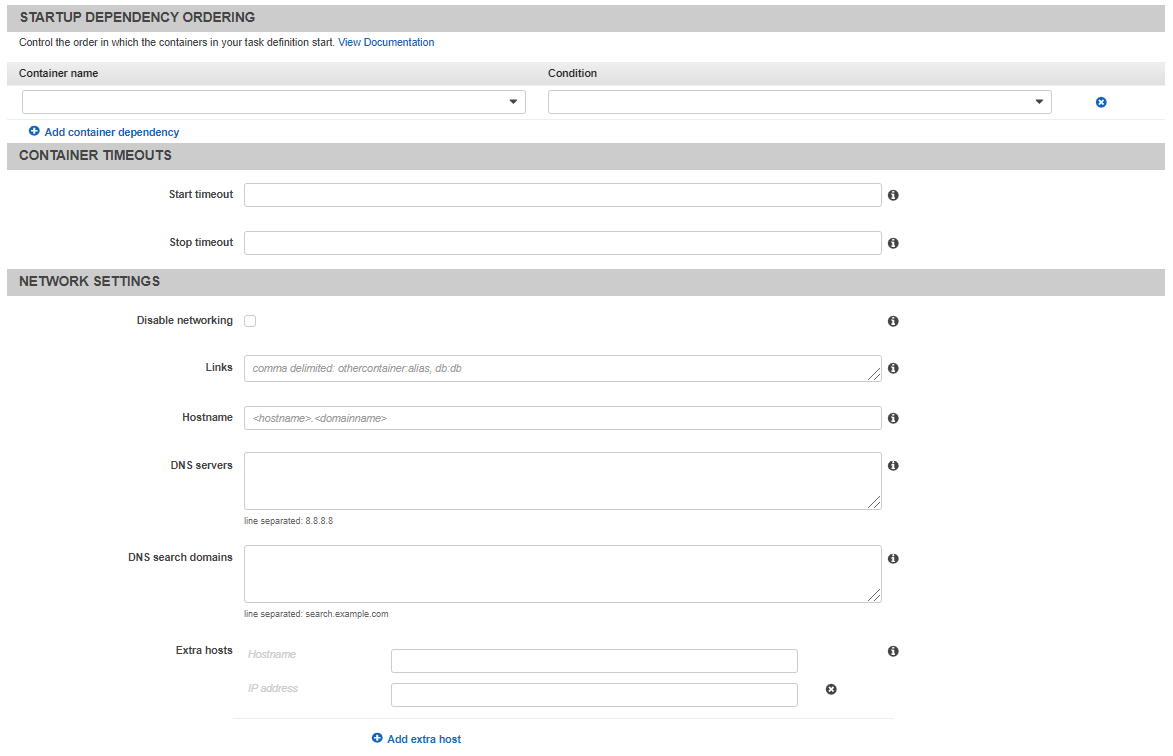 STARTUP DEPENDENCY ORDERING
Control the order in which the containers in your task definition start. View Documentation
Container name Condition
Add container dependency
CONTAINER TIMEOUTS
Start timeout
Stop timeout
NETWORK SETTINGS
Disable networking
Links comma delimited: othercontainer:alias, db:db
Hostname <hostname>.<domainname>
DNS servers
line separated: 8.8.8.8
DNS search domains
line separated: search.example.com
Extra hosts Hostname
IP address
Add extra host